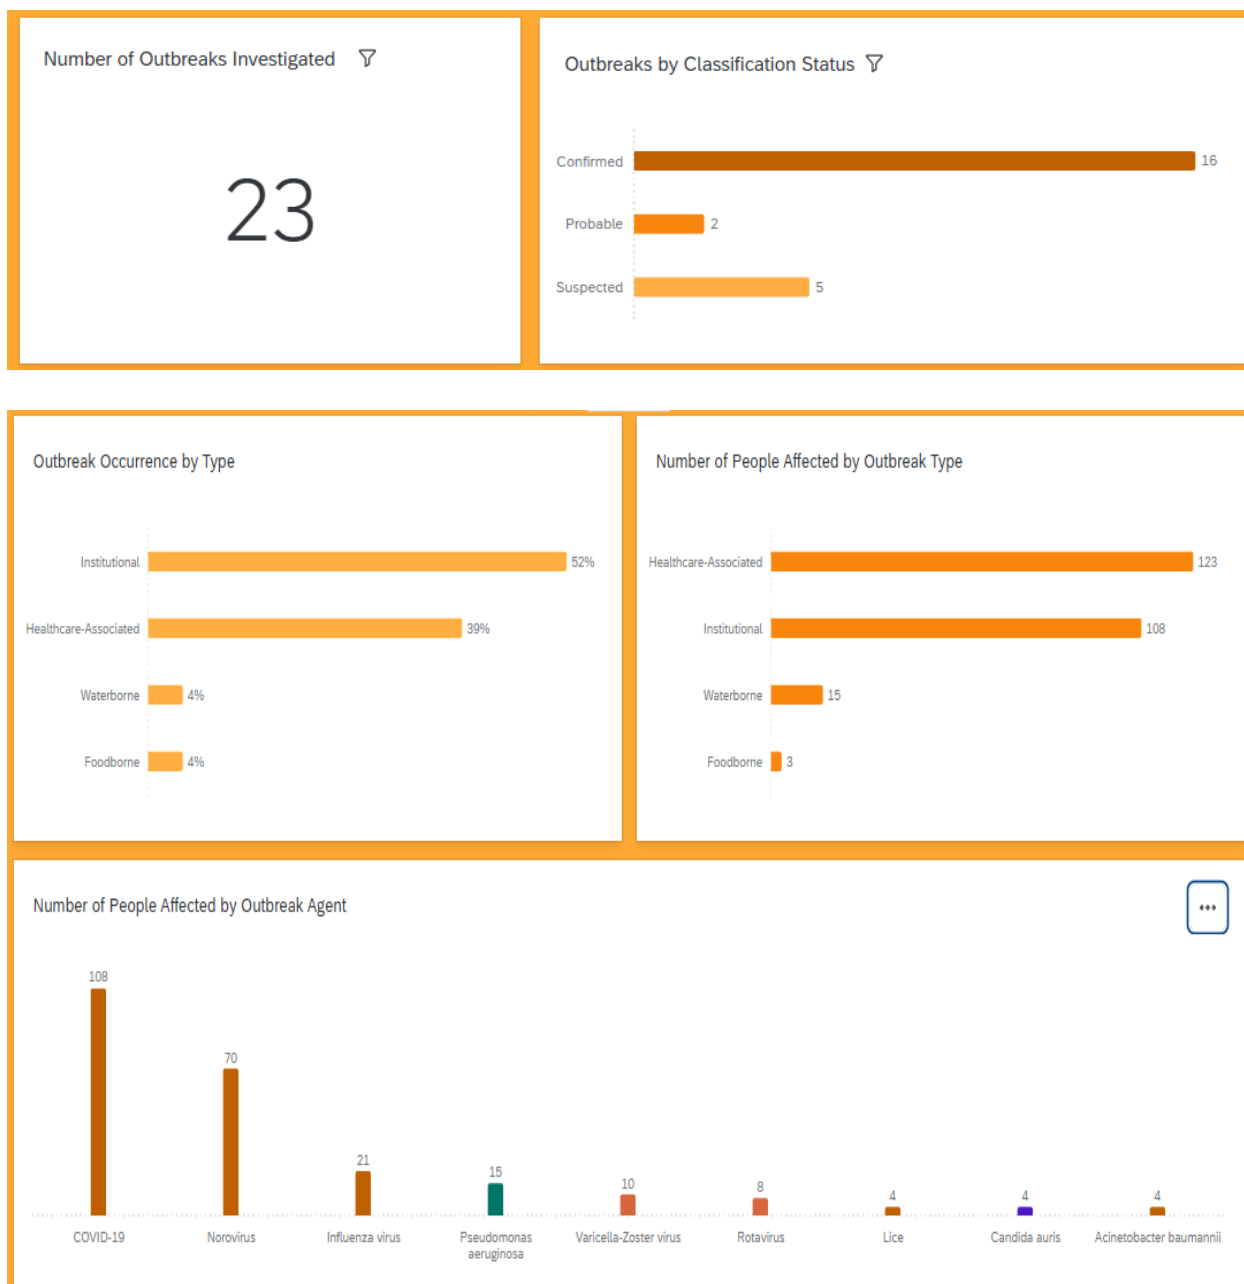 Number of Outbreaks Investigated
23
Outbreaks by Classification Status
Confirmed 16
Probable 2
Suspected 5
Outbreak Occurrence by Type
Institutional 52%
Healthcare-Associated 39%
Waterborne 4%
Foodborne 4%
Number of People Affected by Outbreak Type
Healthcare-Associated 123
Institutional 108
Waterborne 15
Foodborne 3
Number of People Affected by Outbreak Agent
108
70
21
15
10
8
4
4
4
COVID-19
Norovirus
Influenza virus
Pseudomonas
aeruginosa
Varicella-Zoster virus
Rotavirus
Lice
Candida auris
Acinetobacter baumannii